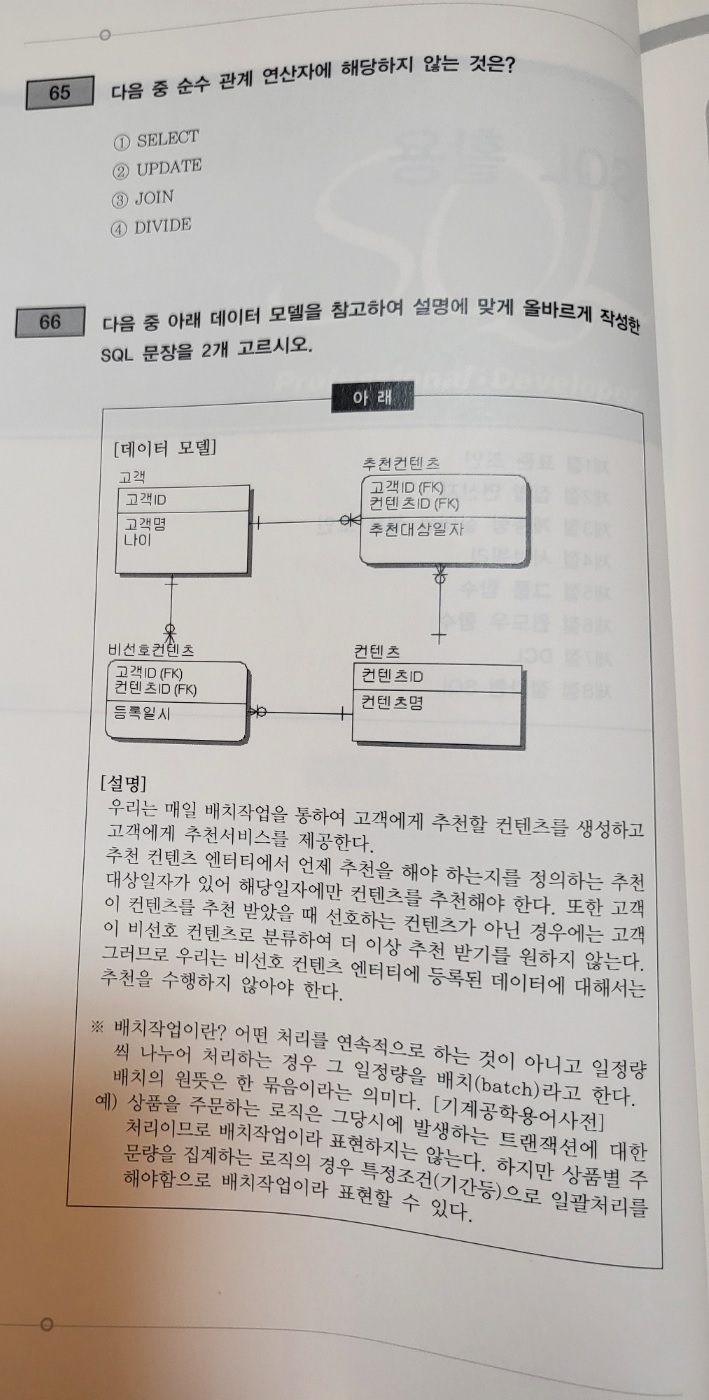 65 다음 중 순수 관계 연산자에 해당하지 않는 것은?
① SELECT
② UPDATE
③ JOIN
④ DIVIDE
66 다음 중 아래 데이터 모델을 참고하여 설명에 맞게 올바르게 작성한
SQL 문장을 2개 고르시오.
아 래
[데이터 모델]
고객
고객ID
고객명
나이
추천컨텐츠
고객ID (FK)
컨텐츠ID (FK)
추천대상일자
비선호컨텐츠
고객ID (FK)
컨텐츠ID (FK)
등록일시
컨텐츠
컨텐츠ID
컨텐츠명
[설명]
우리는 매일 배치작업을 통하여 고객에게 추천할 컨텐츠를 생성하고
고객에게 추천서비스를 제공한다.
추천 컨텐츠 엔터티에서 언제 추천을 해야 하는지를 정의하는 추천
대상일자가 있어 해당일자에만 컨텐츠를 추천해야 한다. 또한 고객
이 컨텐츠를 추천 받았을 때 선호하는 컨텐츠가 아닌 경우에는 고객
이 비선호 컨텐츠로 분류하여 더 이상 추천 받기를 원하지 않는다.
그러므로 우리는 비선호 컨텐츠 엔터티에 등록된 데이터에 대해서는
추천을 수행하지 않아야 한다.
※ 배치작업이란? 어떤 처리를 연속적으로 하는 것이 아니고 일정량
씩 나누어 처리하는 경우 그 일정량을 배치(batch)라고 한다.
배치의 원뜻은 한 묶음이라는 의미다. [기계공학용어사전]
예) 상품을 주문하는 로직은 그당시에 발생하는 트랜잭션에 대한
처리이므로 배치작업이라 표현하지는 않는다. 하지만 상품별 주
문량을 집계하는 로직의 경우 특정조건(기간등)으로 일괄처리를
해야함으로 배치작업이라 표현할 수 있다.